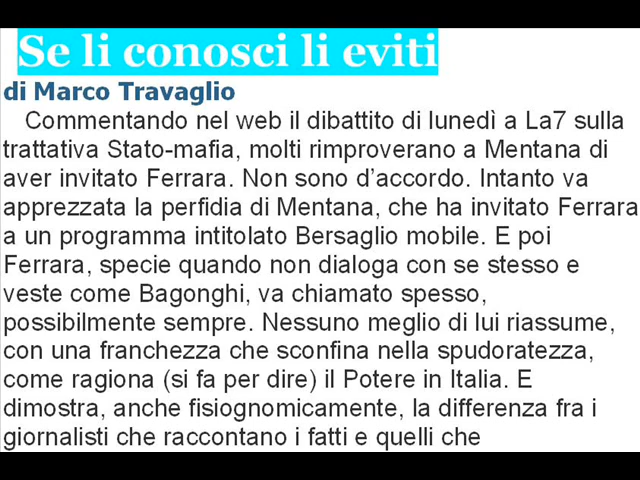 Se li conosci li eviti
di Marco Travaglio
Commentando nel web il dibattito di lunedì a La7 sulla
trattativa Stato-mafia, molti rimproverano a Mentana di
aver invitato Ferrara. Non sono d’accordo. Intanto va
apprezzata la perfidia di Mentana, che ha invitato Ferrara
a un programma intitolato Bersaglio mobile. E poi
Ferrara, specie quando non dialoga con se stesso e
veste come Bagonghi, va chiamato spesso,
possibilmente sempre. Nessuno meglio di lui riassume,
con una franchezza che sconfina nella spudoratezza,
come ragiona (si fa per dire) il Potere in Italia. E
dimostra, anche fisiognomicamente, la differenza fra i
giornalisti che raccontano i fatti e quelli che